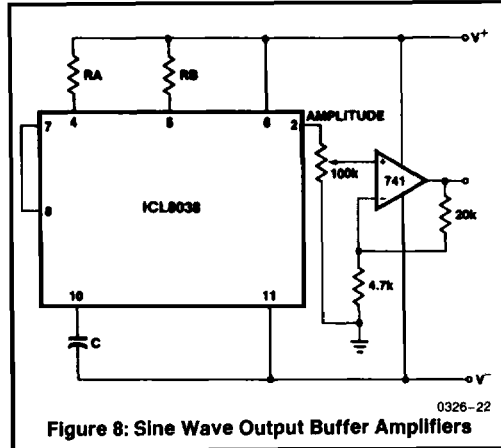 V+
RA
RB
7
4
5
6
2
AMPLITUDE
+
741
100k
-
ICL8038
8
20k
4.7k
10
11
C
V-
0326-22
Figure 8: Sine Wave Output Buffer Amplifiers